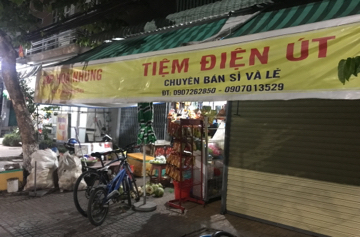 TIỆM ĐIỆN ÚT
CHUYÊN BÁN SỈ VÀ LẺ
ĐT: 0907262850 - 0907013529